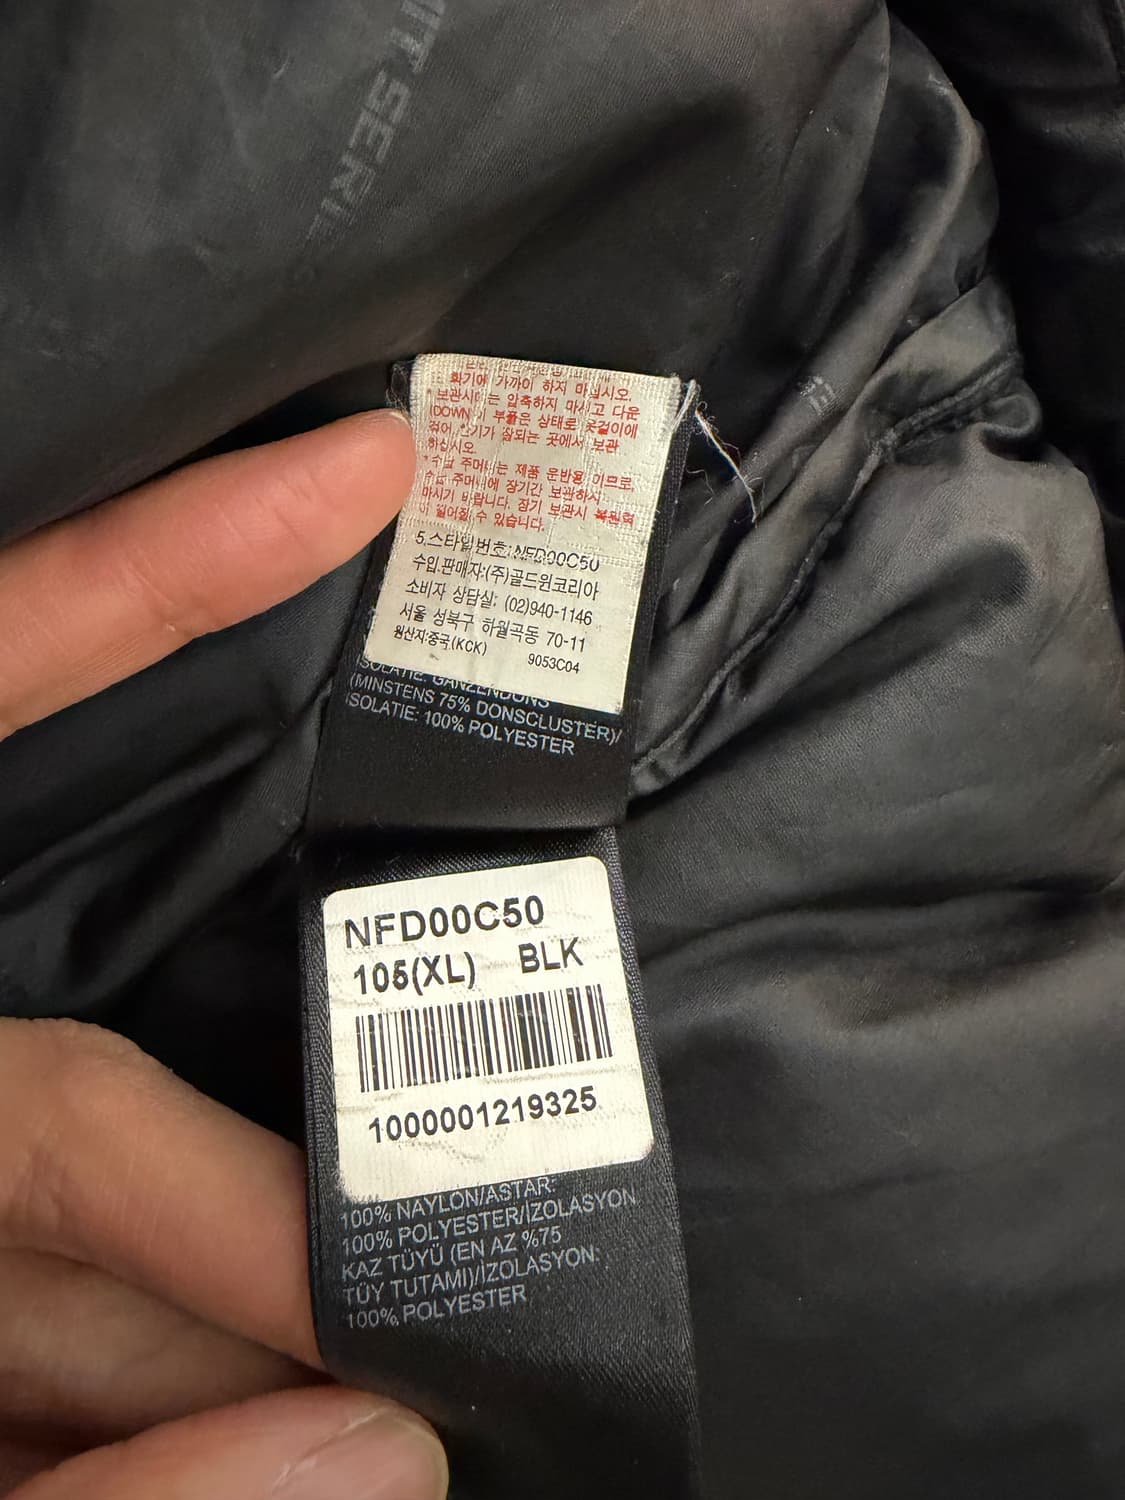 SERIES
화기에 가까이 하지 마십시오.
*보관시에는 압축하지 마시고 다운
(DOWN)이 부풀은 상태로 옷걸이에
걸어, 환기가 잘되는 곳에서 보관
하십시오.
*수납 주머니는 제품 운반용 이므로,
수납 주머니에 장기간 보관하지
마시기 바랍니다. 장기 보관시 복원력
이 떨어질 수 있습니다.
5.스타일번호:NFD00C50
수입.판매자:(주)골드윈코리아
소비자 상담실: (02)940-1146
서울 성북구 하월곡동 70-11
원산지:중국(KCK) 9053C04
ISOLATIE: GANZENDONS
(MINSTENS 75% DONSCLUSTER)/
ISOLATIE: 100% POLYESTER
NFD00C50
105(XL) BLK
1000001219325
100% NAYLON/ASTAR:
100% POLYESTER/İZOLASYON
KAZ TÜYÜ (EN AZ %75
TÜY TUTAMI)/İZOLASYON:
100% POLYESTER